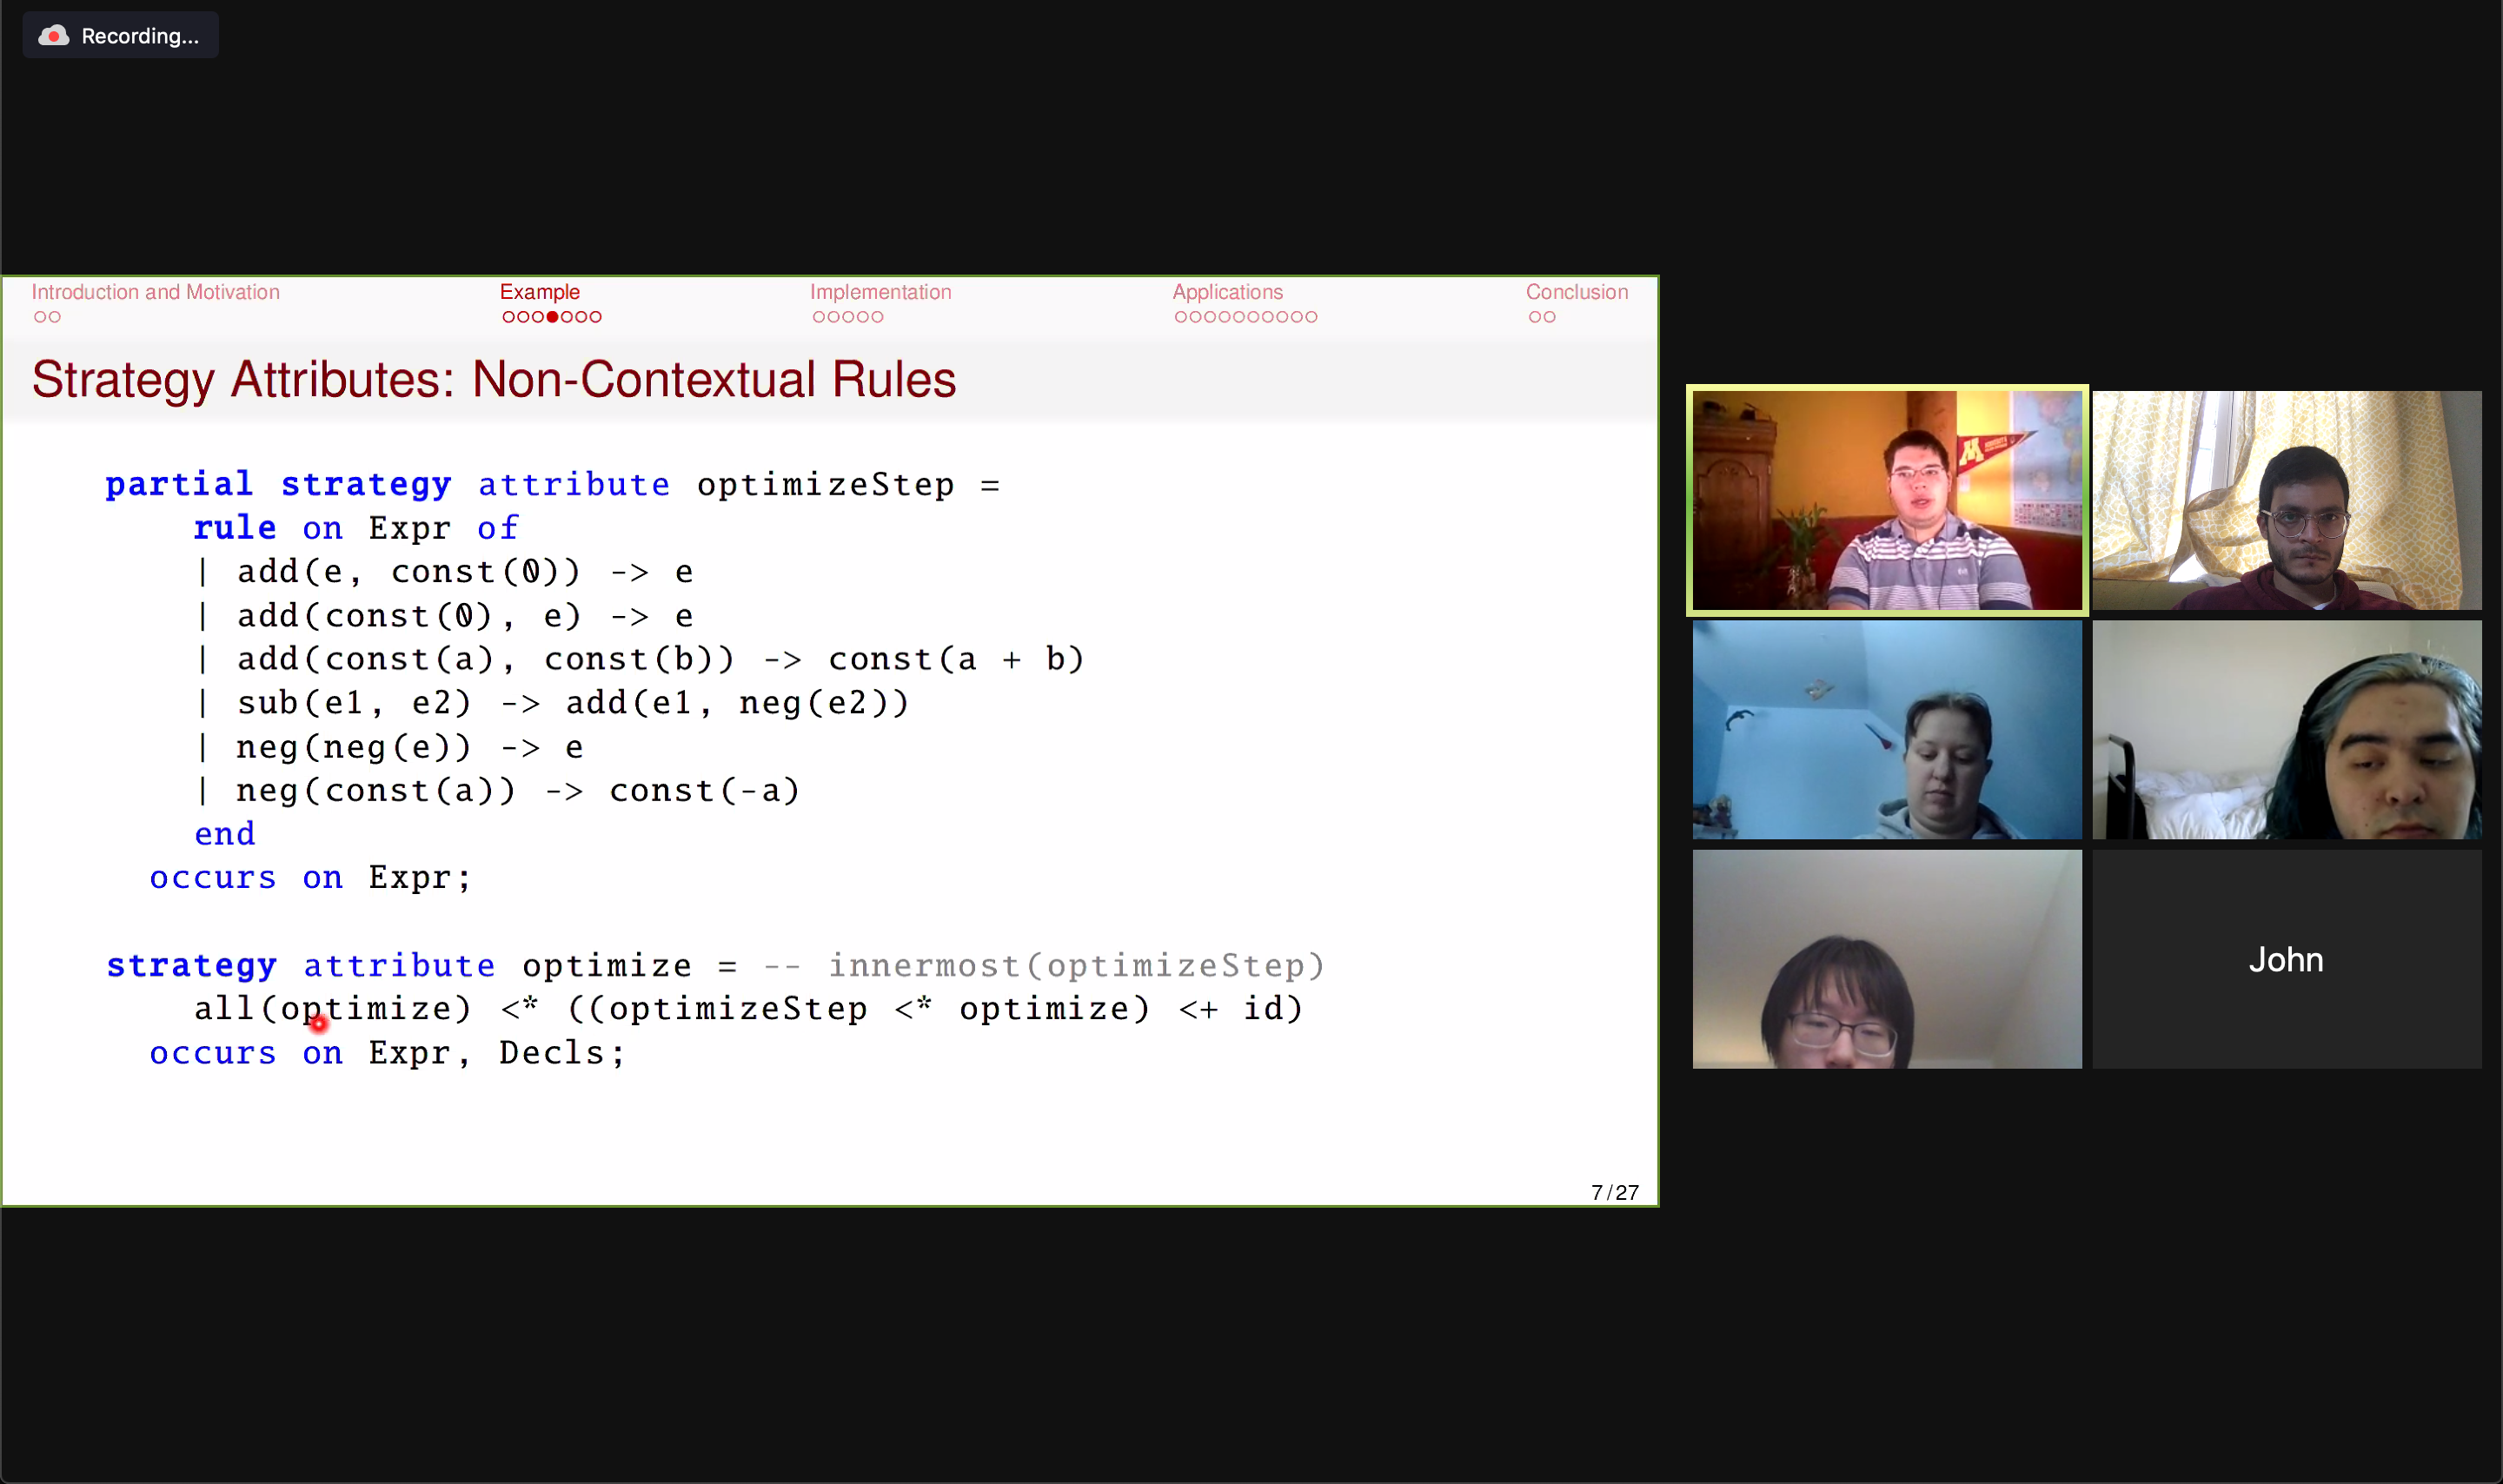 Recording...
Introduction and Motivation
Example
Implementation
Applications
Conclusion
Strategy Attributes: Non-Contextual Rules
partial strategy attribute optimizeStep =
rule on Expr of
| add(e, const(0)) -> e
| add(const(0), e) -> e
| add(const(a), const(b)) -> const(a + b)
| sub(e1, e2) -> add(e1, neg(e2))
| neg(neg(e)) -> e
| neg(const(a)) -> const(-a)
end
occurs on Expr;
strategy attribute optimize = -- innermost(optimizeStep)
all(optimize) <* ((optimizeStep <* optimize) <+ id)
occurs on Expr, Decls;
7/27
M
John